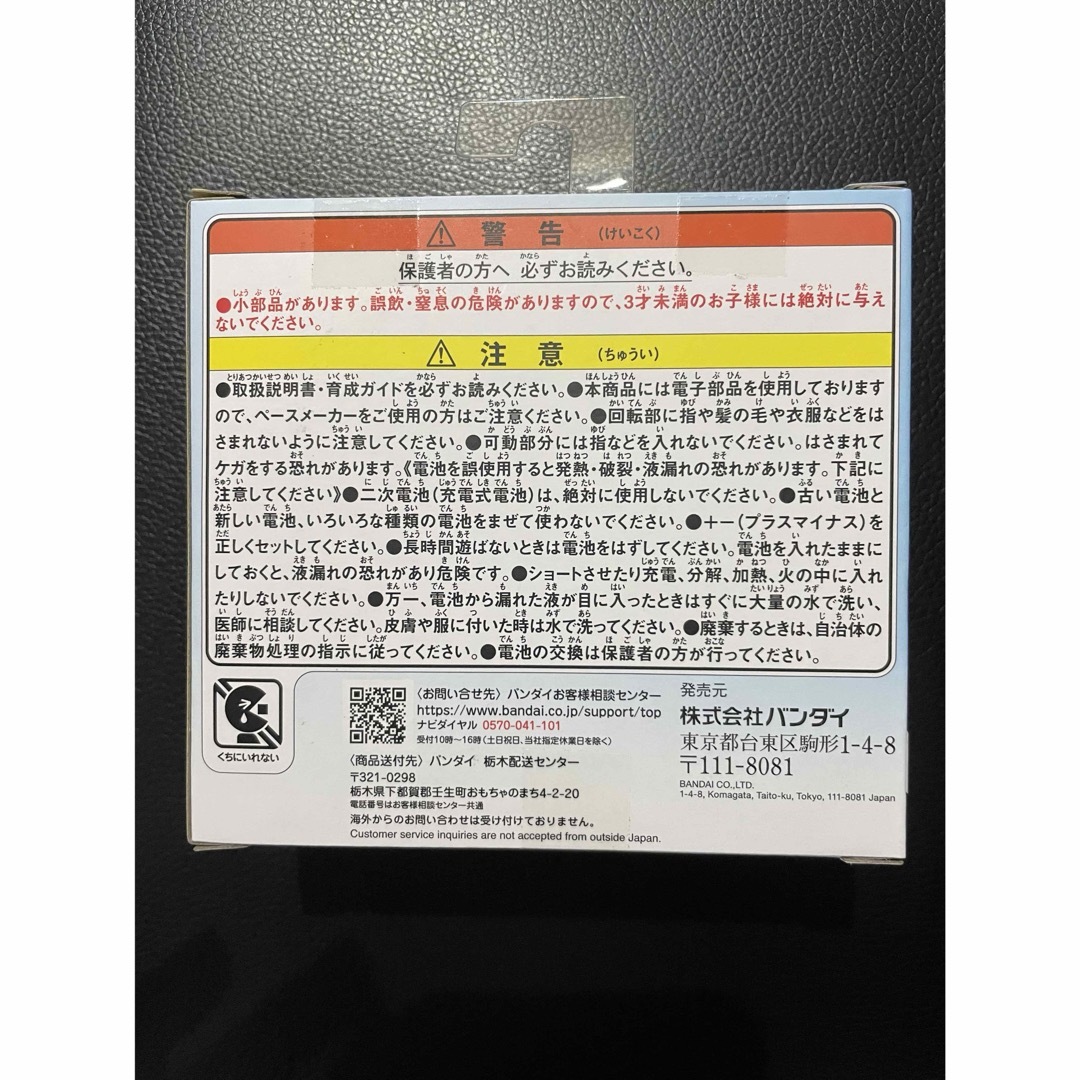 警告 (けいこく)
保護者の方へ 必ずお読みください。
●小部品があります。誤飲・窒息の危険がありますので、3才未満のお子様には絶対に与え
ないでください。
注意 (ちゅうい)
●取扱説明書・育成ガイドを必ずお読みください。●本商品には電子部品を使用しております
ので、ペースメーカーをご使用の方はご注意ください。●回転部に指や髪の毛や衣服などをは
さまれないように注意してください。●可動部分には指などを入れないでください。はさまれて
ケガをする恐れがあります。《電池を誤使用すると発熱・破裂・液漏れの恐れがあります。下記に
注意してください》●二次電池(充電式電池)は、絶対に使用しないでください。●古い電池と
新しい電池、いろいろな種類の電池をまぜて使わないでください。●+-(プラスマイナス)を
正しくセットしてください。●長時間遊ばないときは電池をはずしてください。電池を入れたままに
しておくと、液漏れの恐れがあり危険です。●ショートさせたり充電、分解、加熱、火の中に入れ
たりしないでください。●万一、電池から漏れた液が目に入ったときはすぐに大量の水で洗い、
医師に相談してください。皮膚や服に付いた時は水で洗ってください。●廃棄するときは、自治体の
廃棄物処理の指示に従ってください。●電池の交換は保護者の方が行ってください。
くちにいれない
〈お問い合せ先〉バンダイお客様相談センター
https://www.bandai.co.jp/support/top
ナビダイヤル 0570-041-101
受付10時〜16時(土日祝日、当社指定休業日を除く)
〈商品送付先〉バンダイ 栃木配送センター
〒321-0298
栃木県下都賀郡壬生町おもちゃのまち4-2-20
電話番号はお客様相談センター共通
海外からのお問い合わせは受け付けておりません。
Customer service inquiries are not accepted from outside Japan.
発売元
株式会社バンダイ
東京都台東区駒形1-4-8
〒111-8081
BANDAI CO.,LTD.
1-4-8, Komagata, Taito-ku, Tokyo, 111-8081 Japan